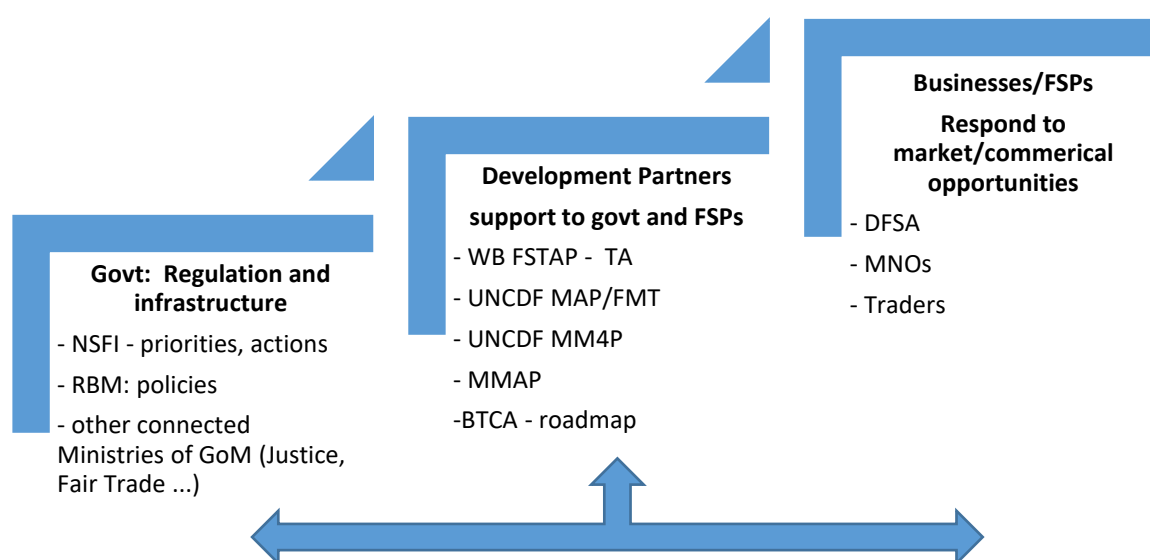 Govt:  Regulation and
infrastructure
- NSFI - priorities, actions
- RBM: policies
- other connected
Ministries of GoM (Justice,
Fair Trade ...)
Development Partners
support to govt and FSPs
- WB FSTAP -  TA
- UNCDF MAP/FMT
- UNCDF MM4P
- MMAP
-BTCA - roadmap
Businesses/FSPs
Respond to
market/commerical
opportunities
- DFSA
- MNOs
- Traders